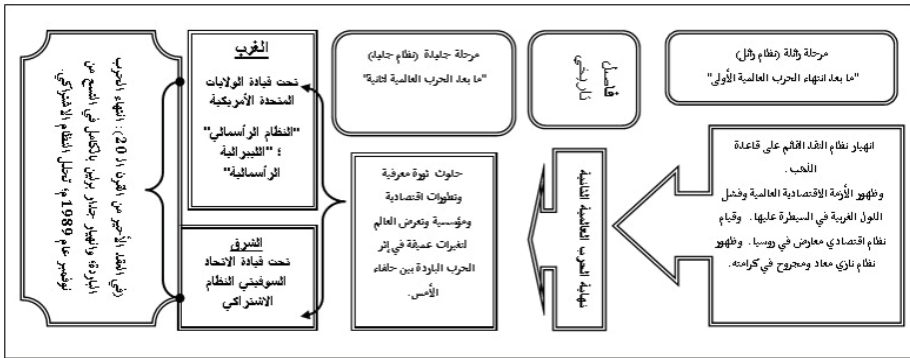 مرحلة زائلة (نظام زائل)
"ما بعد انتهاء الحرب العالمية الأولى"
انهيار نظام النقد القائم على قاعدة
الذهب.
وظهور الأزمة الاقتصادية العالمية وفشل
الدول الغربية في السيطرة عليها. وقيام
نظام اقتصادي معارض في روسيا. وظهور
نظام نازي معاد ومجروح في كرامته.
فاصل
تاريخي
نهاية الحرب العالمية الثانية
مرحلة جديدة (نظام جديد)
"ما بعد الحرب العالمية الثانية"
حدوث ثورة معرفية
وتطورات اقتصادية
ومؤسسية وتعرض العالم
لتغيرات عميقة في إثر
الحرب الباردة بين حلفاء
الأمس.
الغرب
تحت قيادة الولايات
المتحدة الأمريكية
"النظام الرأسمالي"
؛ "الليبرالية
الرأسمالية"
الشرق
تحت قيادة الاتحاد
السوفيتي النظام
الاشتراكي
(في العقد الأخير من القرن الـ 20): انتهاء الحرب
الباردة؛ وانهيار جدار برلين بالكامل في التسع من
نوفمبر عام 1989 م؛ تحلل النظام الاشتراكي.